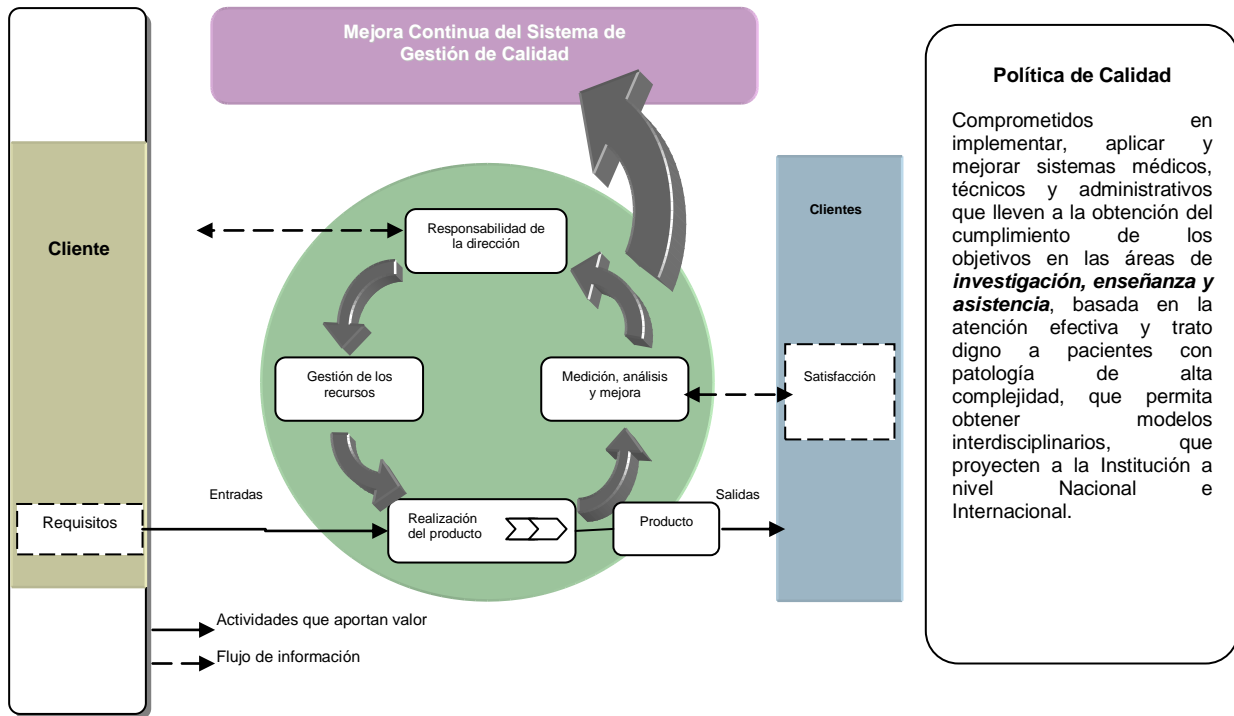 Mejora Continua del Sistema de
Gestión de Calidad
Cliente
Requisitos
Entradas
Responsabilidad de
la dirección
Gestión de los
recursos
Medición, análisis
y mejora
Realización
del producto
Producto
Salidas
Clientes
Satisfacción
Actividades que aportan valor
Flujo de información
Política de Calidad
Comprometidos en
implementar, aplicar y
mejorar sistemas médicos,
técnicos y administrativos
que lleven a la obtención del
cumplimiento de los
objetivos en las áreas de
investigación, enseñanza y
asistencia, basada en la
atención efectiva y trato
digno a pacientes con
patología de alta
complejidad, que permita
obtener modelos
interdisciplinarios, que
proyecten a la Institución a
nivel Nacional e
Internacional.